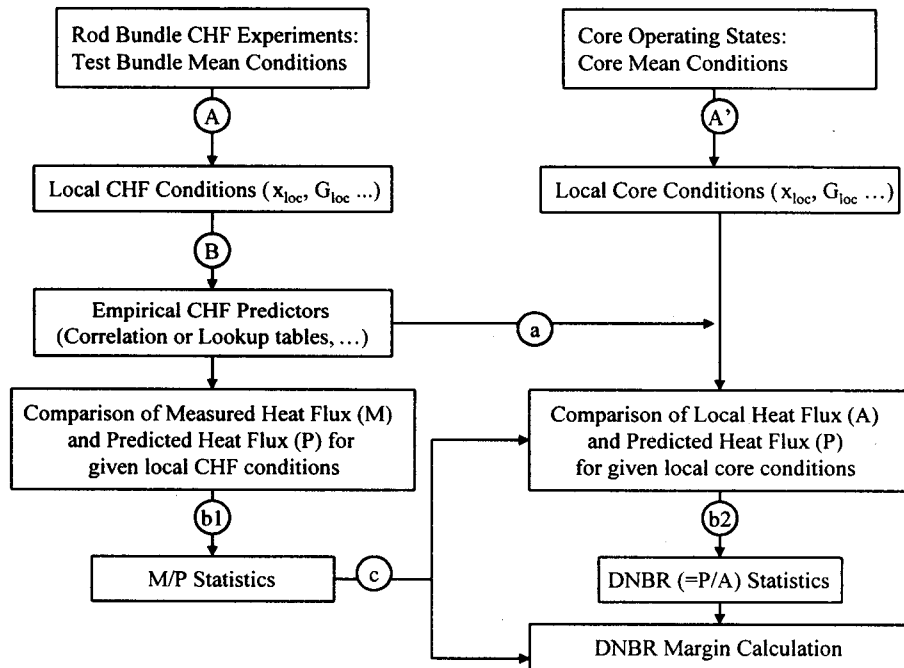 Rod Bundle CHF Experiments:
Test Bundle Mean Conditions
A
Local CHF Conditions (x_loc, G_loc ...)
B
Empirical CHF Predictors
(Correlation or Lookup tables, …)
a
Comparison of Measured Heat Flux (M)
and Predicted Heat Flux (P) for
given local CHF conditions
b1
M/P Statistics
c
Core Operating States:
Core Mean Conditions
A'
Local Core Conditions (x_loc, G_loc …)
Comparison of Local Heat Flux (A)
and Predicted Heat Flux (P)
for given local core conditions
b2
DNBR (=P/A) Statistics
DNBR Margin Calculation